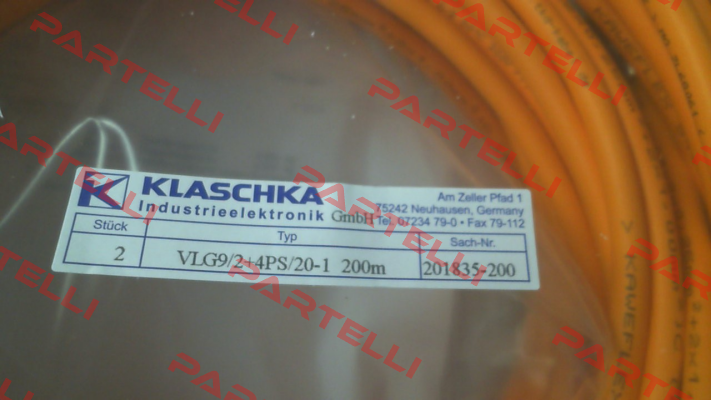 KLASCHKA
Industrieelektronik GmbH
Am Zeller Pfad 1
75242 Neuhausen, Germany
Tel. 07234 79-0 • Fax 79-112
Stück Typ Sach-Nr.
2 VLG9/2+4PS/20-1 200m 201835-200
PARTELLI
PARTELLI
PARTELLI
PARTELLI
PARTELLI
PARTELLI
PARTELLI
PARTELLI